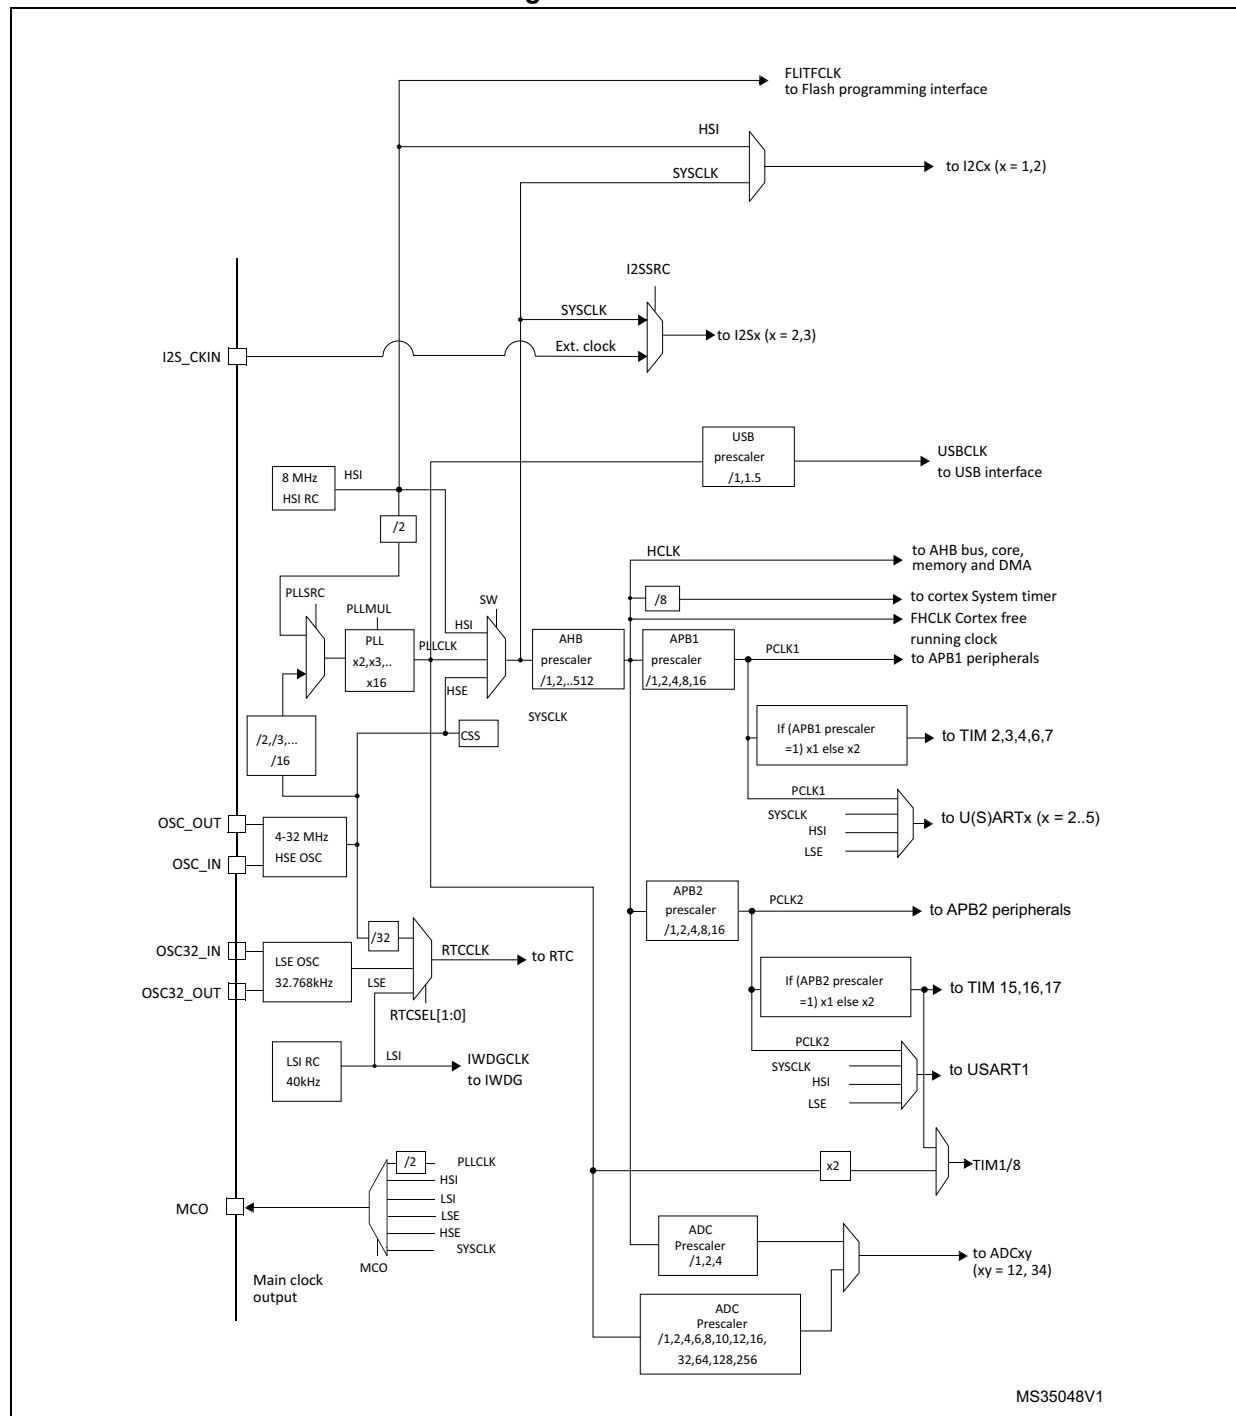 FLITFCLK
to Flash programming interface
HSI
to I2Cx (x = 1,2)
SYSCLK
I2SSRC
SYSCLK
to I2Sx (x = 2,3)
I2S_CKIN
Ext. clock
USB
prescaler
/1,1.5
USBCLK
to USB interface
8 MHz
HSI RC
HSI
/2
HCLK
to AHB bus, core,
memory and DMA
/8
to cortex System timer
FHCLK Cortex free
running clock
PLLSRC
PLLMUL
PLL
x2,x3,..
x16
PLLCLK
SW
HSI
HSE
AHB
prescaler
/1,2,..512
APB1
prescaler
/1,2,4,8,16
PCLK1
to APB1 peripherals
SYSCLK
CSS
/2,/3,...
/16
If (APB1 prescaler
=1) x1 else x2
to TIM 2,3,4,6,7
PCLK1
SYSCLK
HSI
LSE
to U(S)ARTx (x = 2..5)
OSC_OUT
OSC_IN
4-32 MHz
HSE OSC
APB2
prescaler
/1,2,4,8,16
PCLK2
to APB2 peripherals
/32
RTCCLK
to RTC
OSC32_IN
OSC32_OUT
LSE OSC
32.768kHz
LSE
RTCSEL[1:0]
If (APB2 prescaler
=1) x1 else x2
to TIM 15,16,17
LSI RC
40kHz
LSI
IWDGCLK
to IWDG
PCLK2
SYSCLK
HSI
LSE
to USART1
x2
TIM1/8
MCO
/2
PLLCLK
HSI
LSI
LSE
HSE
SYSCLK
MCO
Main clock
output
ADC
Prescaler
/1,2,4
to ADCxy
(xy = 12, 34)
ADC
Prescaler
/1,2,4,6,8,10,12,16,
32,64,128,256
MS35048V1